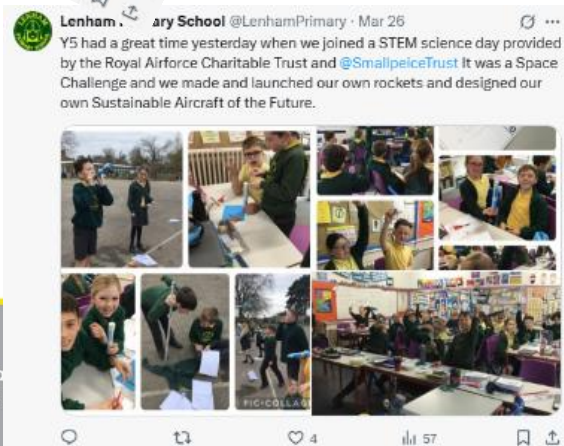 Lenham ary School @LenhamPrimary · Mar 26
Y5 had a great time yesterday when we joined a STEM science day provided
by the Royal Airforce Charitable Trust and @SmallpeiceTrust It was a Space
Challenge and we made and launched our own rockets and designed our
own Sustainable Aircraft of the Future.
PIC•COLLAGE
4
57